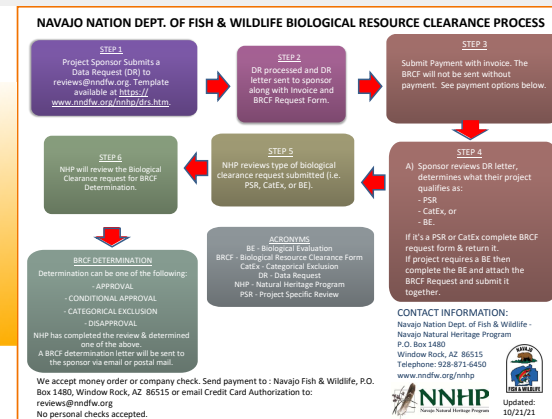 NAVAJO NATION DEPT. OF FISH & WILDLIFE BIOLOGICAL RESOURCE CLEARANCE PROCESS
STEP 1
Project Sponsor Submits a
Data Request (DR) to
reviews@nndfw.org. Template
available at https://
www.nndfw.org/nnhp/drs.htm.
STEP 2
DR processed and DR
letter sent to sponsor
along with Invoice and
BRCF Request Form.
STEP 3
Submit Payment with invoice. The
BRCF will not be sent without
payment. See payment options below.
STEP 4
A) Sponsor reviews DR letter,
determines what their project
qualifies as:
- PSR
- CatEx, or
- BE.
If it's a PSR or CatEx complete BRCF
request form & return it.
If project requires a BE then
complete the BE and attach the
BRCF Request and submit it
together.
STEP 5
NHP reviews type of biological
clearance request submitted (i.e.
PSR, CatEx, or BE).
STEP 6
NHP will review the Biological
Clearance request for BRCF
Determination.
BRCF DETERMINATION
Determination can be one of the following:
- APPROVAL
- CONDITIONAL APPROVAL
- CATEGORICAL EXCLUSION
- DISAPPROVAL
NHP has completed the review & determined
one of the above.
A BRCF determination letter will be sent to
the sponsor via email or postal mail.
ACRONYMS
BE - Biological Evaluation
BRCF - Biological Resource Clearance Form
CatEx - Categorical Exclusion
DR - Data Request
NHP - Natural Heritage Program
PSR - Project Specific Review
CONTACT INFORMATION:
Navajo Nation Dept. of Fish & Wildlife -
Navajo Natural Heritage Program
P.O. Box 1480
Window Rock, AZ 86515
Telephone: 928-871-6450
www.nndfw.org/nnhp
We accept money order or company check. Send payment to : Navajo Fish & Wildlife, P.O.
Box 1480, Window Rock, AZ 86515 or email Credit Card Authorization to:
reviews@nndfw.org
No personal checks accepted.
NNHP
Navajo Natural Heritage Program
NAVAJO
FISH & WILDLIFE
Updated:
10/21/21